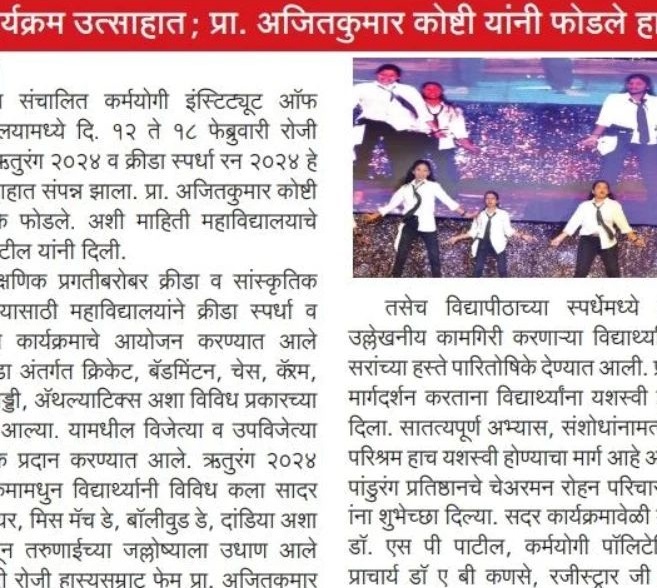 र्यक्रम उत्साहात ; प्रा. अजितकुमार कोष्टी यांनी फोडले हा
संचालित कर्मयोगी इंस्टिट्यूट ऑफ
लयामध्ये दि. १२ ते १८ फेब्रुवारी रोजी
ऋतुरंग २०२४ व क्रीडा स्पर्धा रन २०२४ हे
ाहात संपन्न झाला. प्रा. अजितकुमार कोष्टी
फोडले. अशी माहिती महाविद्यालयाचे
टील यांनी दिली.
क्षणिक प्रगतीबरोबर क्रीडा व सांस्कृतिक
यासाठी महाविद्यालयांने क्रीडा स्पर्धा व
कार्यक्रमाचे आयोजन करण्यात आले
डा अंतर्गत क्रिकेट, बॅडमिंटन, चेस, कॅरम,
ड्डी, ॲथल्याटिक्स अशा विविध प्रकारच्या
आल्या. यामधील विजेत्या व उपविजेत्या
क प्रदान करण्यात आले. ऋतुरंग २०२४
मामधुन विद्यार्थ्यानी विविध कला सादर
यर, मिस मॅच डे, बॉलीवुड डे, दांडिया अशा
ून तरुणाईच्या जल्लोष्याला उधाण आले
रोजी हास्यसम्राट फेम प्रा. अजितकुमार
तसेच विद्यापीठाच्या स्पर्धेमध्ये
उल्लेखनीय कामगिरी करणाऱ्या विद्यार्थ्य
सरांच्या हस्ते पारितोषिके देण्यात आली. प्र
मार्गदर्शन करताना विद्यार्थ्यांना यशस्वी
दिला. सातत्यपूर्ण अभ्यास, संशोधांनामत
परिश्रम हाच यशस्वी होण्याचा मार्ग आहे अ
पांडुरंग प्रतिष्ठानचे चेअरमन रोहन परिचार
ांना शुभेच्छा दिल्या. सदर कार्यक्रमावेळी
डॉ. एस पी पाटील, कर्मयोगी पॉलिटे
प्राचार्य डॉ ए बी कणसे, रजीस्टार जी